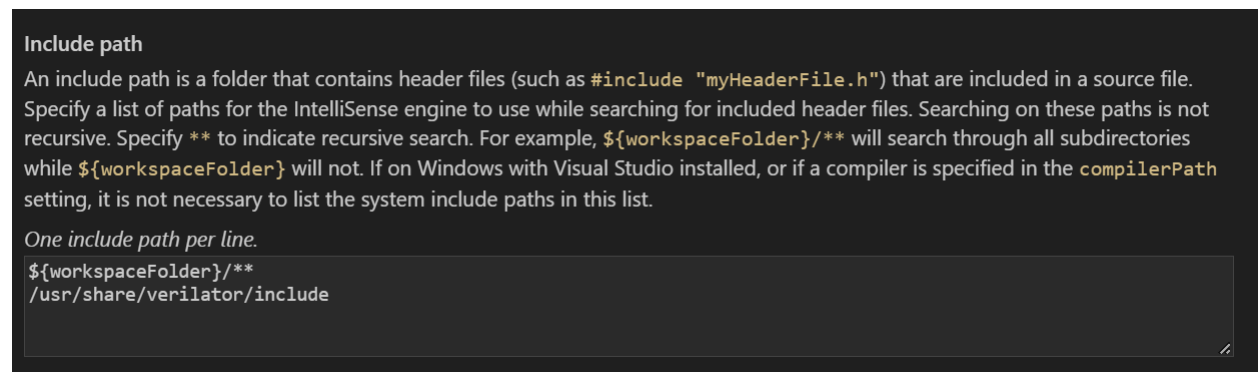 Include path
An include path is a folder that contains header files (such as #include "myHeaderFile.h") that are included in a source file.
Specify a list of paths for the IntelliSense engine to use while searching for included header files. Searching on these paths is not
recursive. Specify ** to indicate recursive search. For example, ${workspaceFolder}/** will search through all subdirectories
while ${workspaceFolder} will not. If on Windows with Visual Studio installed, or if a compiler is specified in the compilerPath
setting, it is not necessary to list the system include paths in this list.
One include path per line.
${workspaceFolder}/**
/usr/share/verilator/include